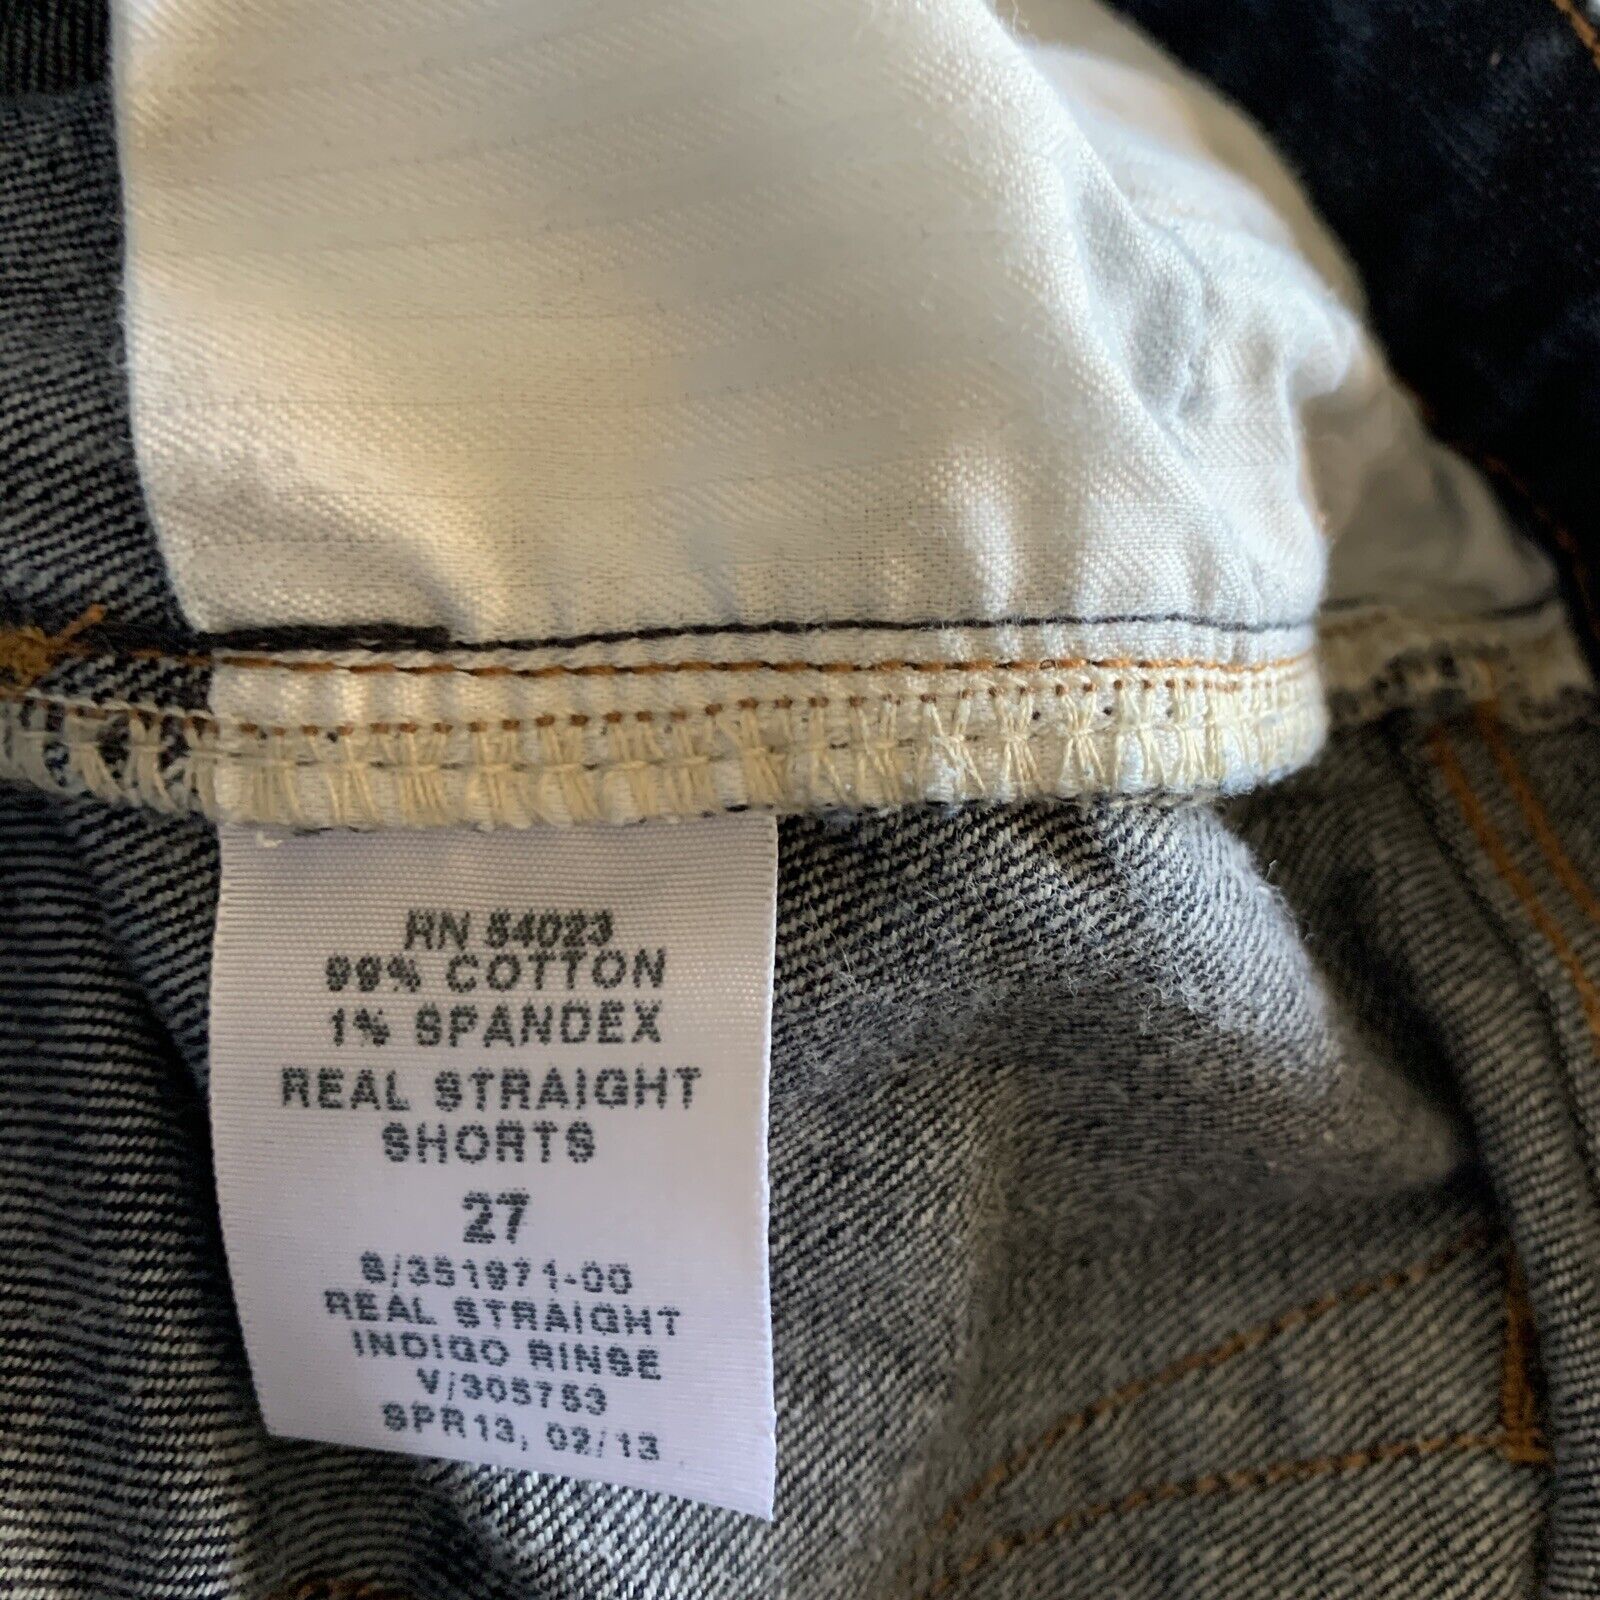 RN 54023
99% COTTON
1% SPANDEX
REAL STRAIGHT
SHORTS
27
S/351971-00
REAL STRAIGHT
INDIGO RINSE
V/305753
SPR13, 02/13